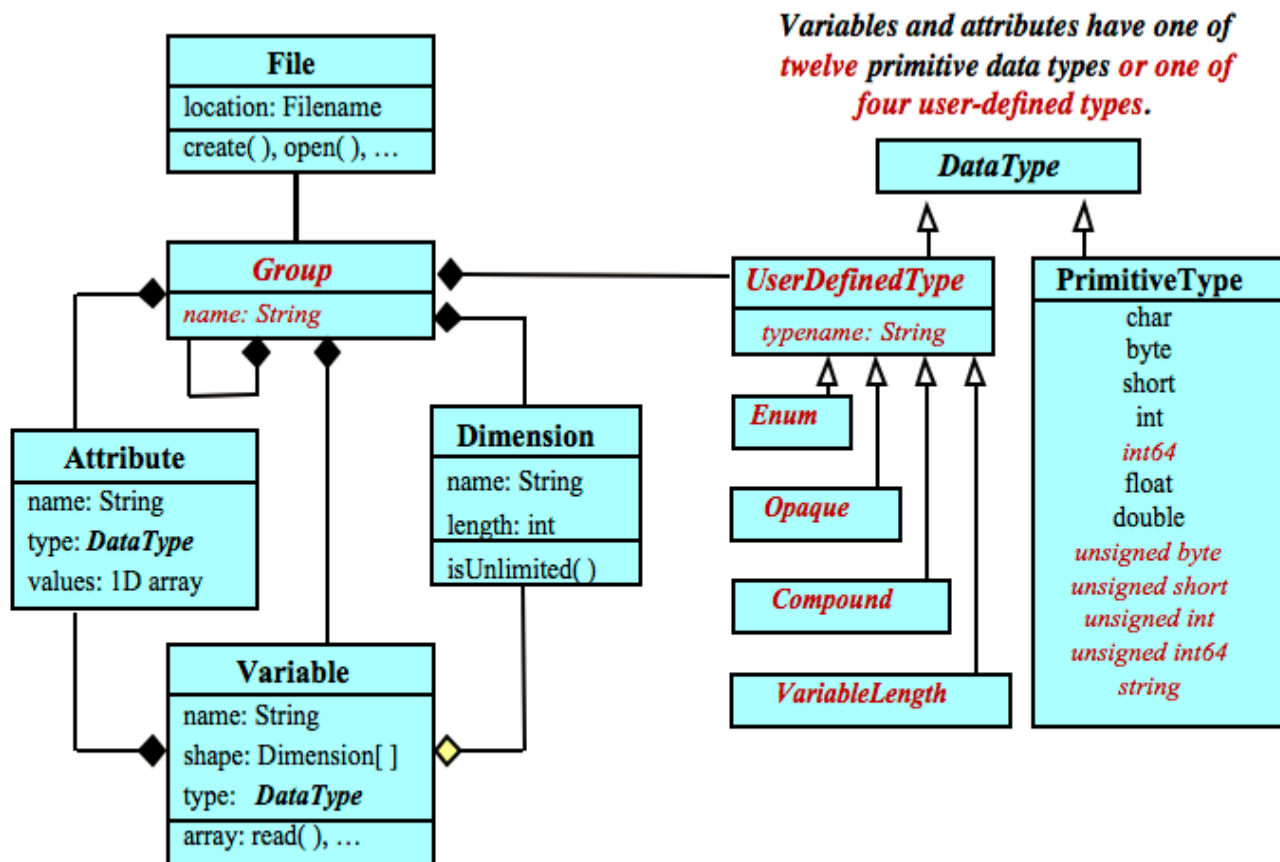 Variables and attributes have one of
twelve primitive data types or one of
four user-defined types.
File
location: Filename
create( ), open( ), …
DataType
Group
name: String
UserDefinedType
typename: String
PrimitiveType
char
byte
short
int
int64
float
double
unsigned byte
unsigned short
unsigned int
unsigned int64
string
Enum
Opaque
Compound
VariableLength
Attribute
name: String
type: DataType
values: 1D array
Dimension
name: String
length: int
isUnlimited( )
Variable
name: String
shape: Dimension[ ]
type: DataType
array: read( ), …